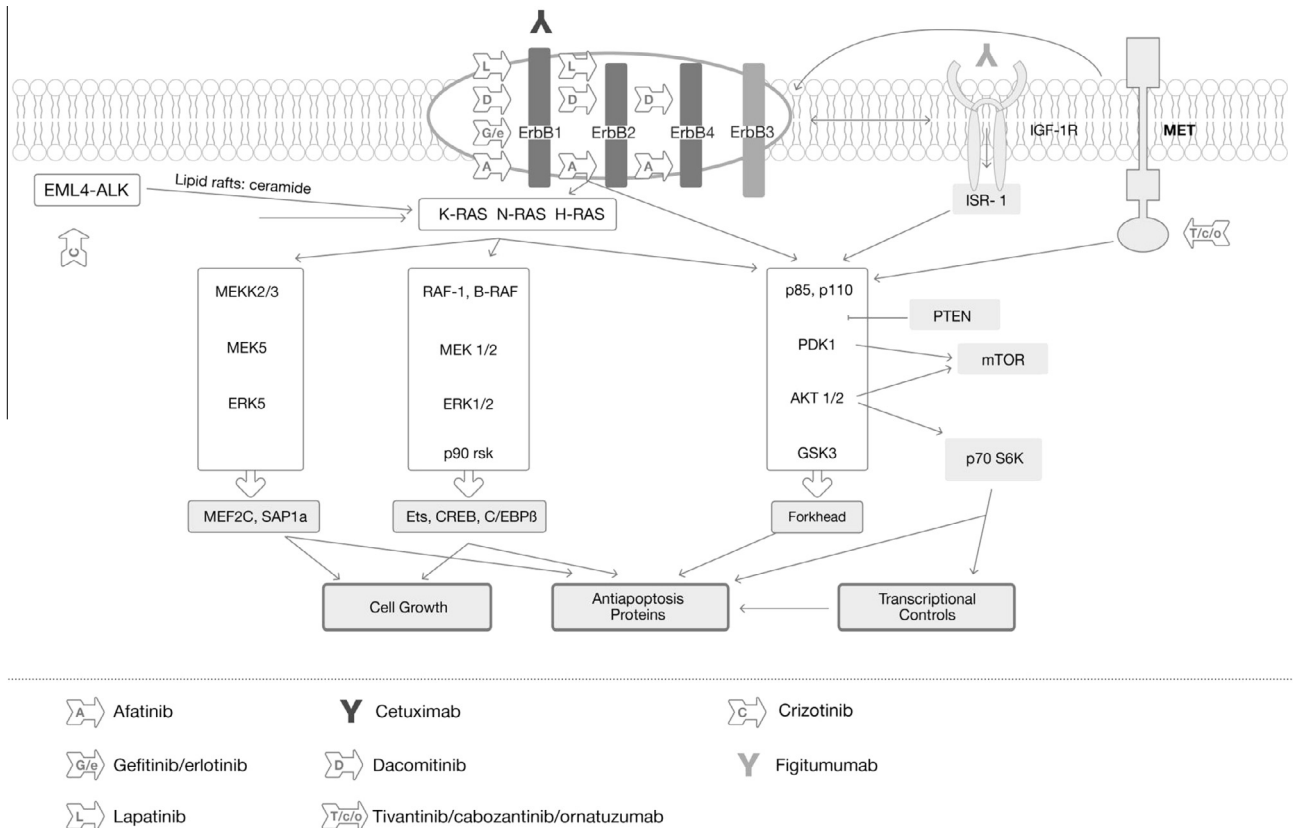 L
L
D
D
D
G/e
ErbB1
ErbB2
ErbB4
ErbB3
A
A
A
IGF-1R
MET
EML4-ALK
Lipid rafts: ceramide
C
K-RAS N-RAS H-RAS
ISR- 1
T/c/o
MEKK2/3
MEK5
ERK5
RAF-1, B-RAF
MEK 1/2
ERK1/2
p90 rsk
p85, p110
PDK1
AKT 1/2
GSK3
PTEN
mTOR
p70 S6K
MEF2C, SAP1a
Ets, CREB, C/EBPß
Forkhead
Cell Growth
Antiapoptosis
Proteins
Transcriptional
Controls
A Afatinib
Cetuximab
C Crizotinib
G/e Gefitinib/erlotinib
D Dacomitinib
Figitumumab
L Lapatinib
T/c/o Tivantinib/cabozantinib/ornatuzumab